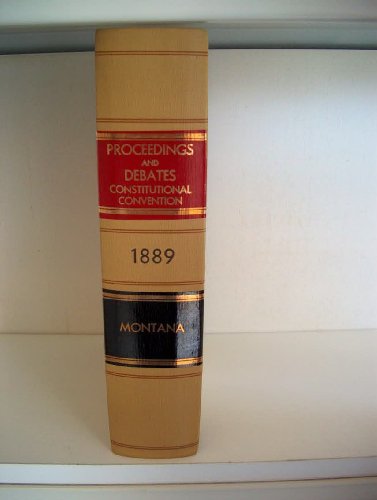 PROCEEDINGS
AND
DEBATES
CONSTITUTIONAL
CONVENTION
1889
MONTANA